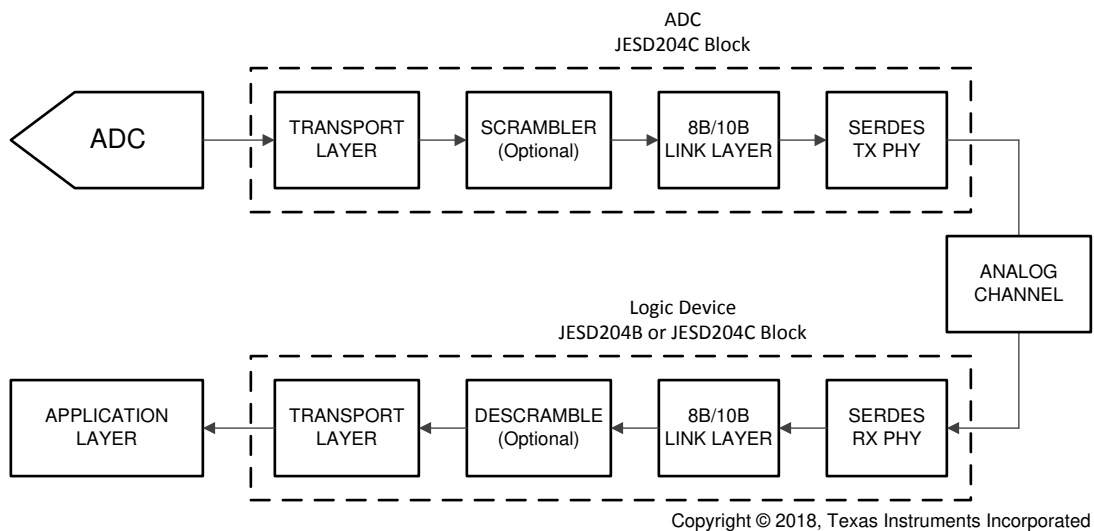 ADC
JESD204C Block
ADC
TRANSPORT
LAYER
SCRAMBLER
(Optional)
8B/10B
LINK LAYER
SERDES
TX PHY
ANALOG
CHANNEL
Logic Device
JESD204B or JESD204C Block
APPLICATION
LAYER
TRANSPORT
LAYER
DESCRAMBLE
(Optional)
8B/10B
LINK LAYER
SERDES
RX PHY
Copyright © 2018, Texas Instruments Incorporated